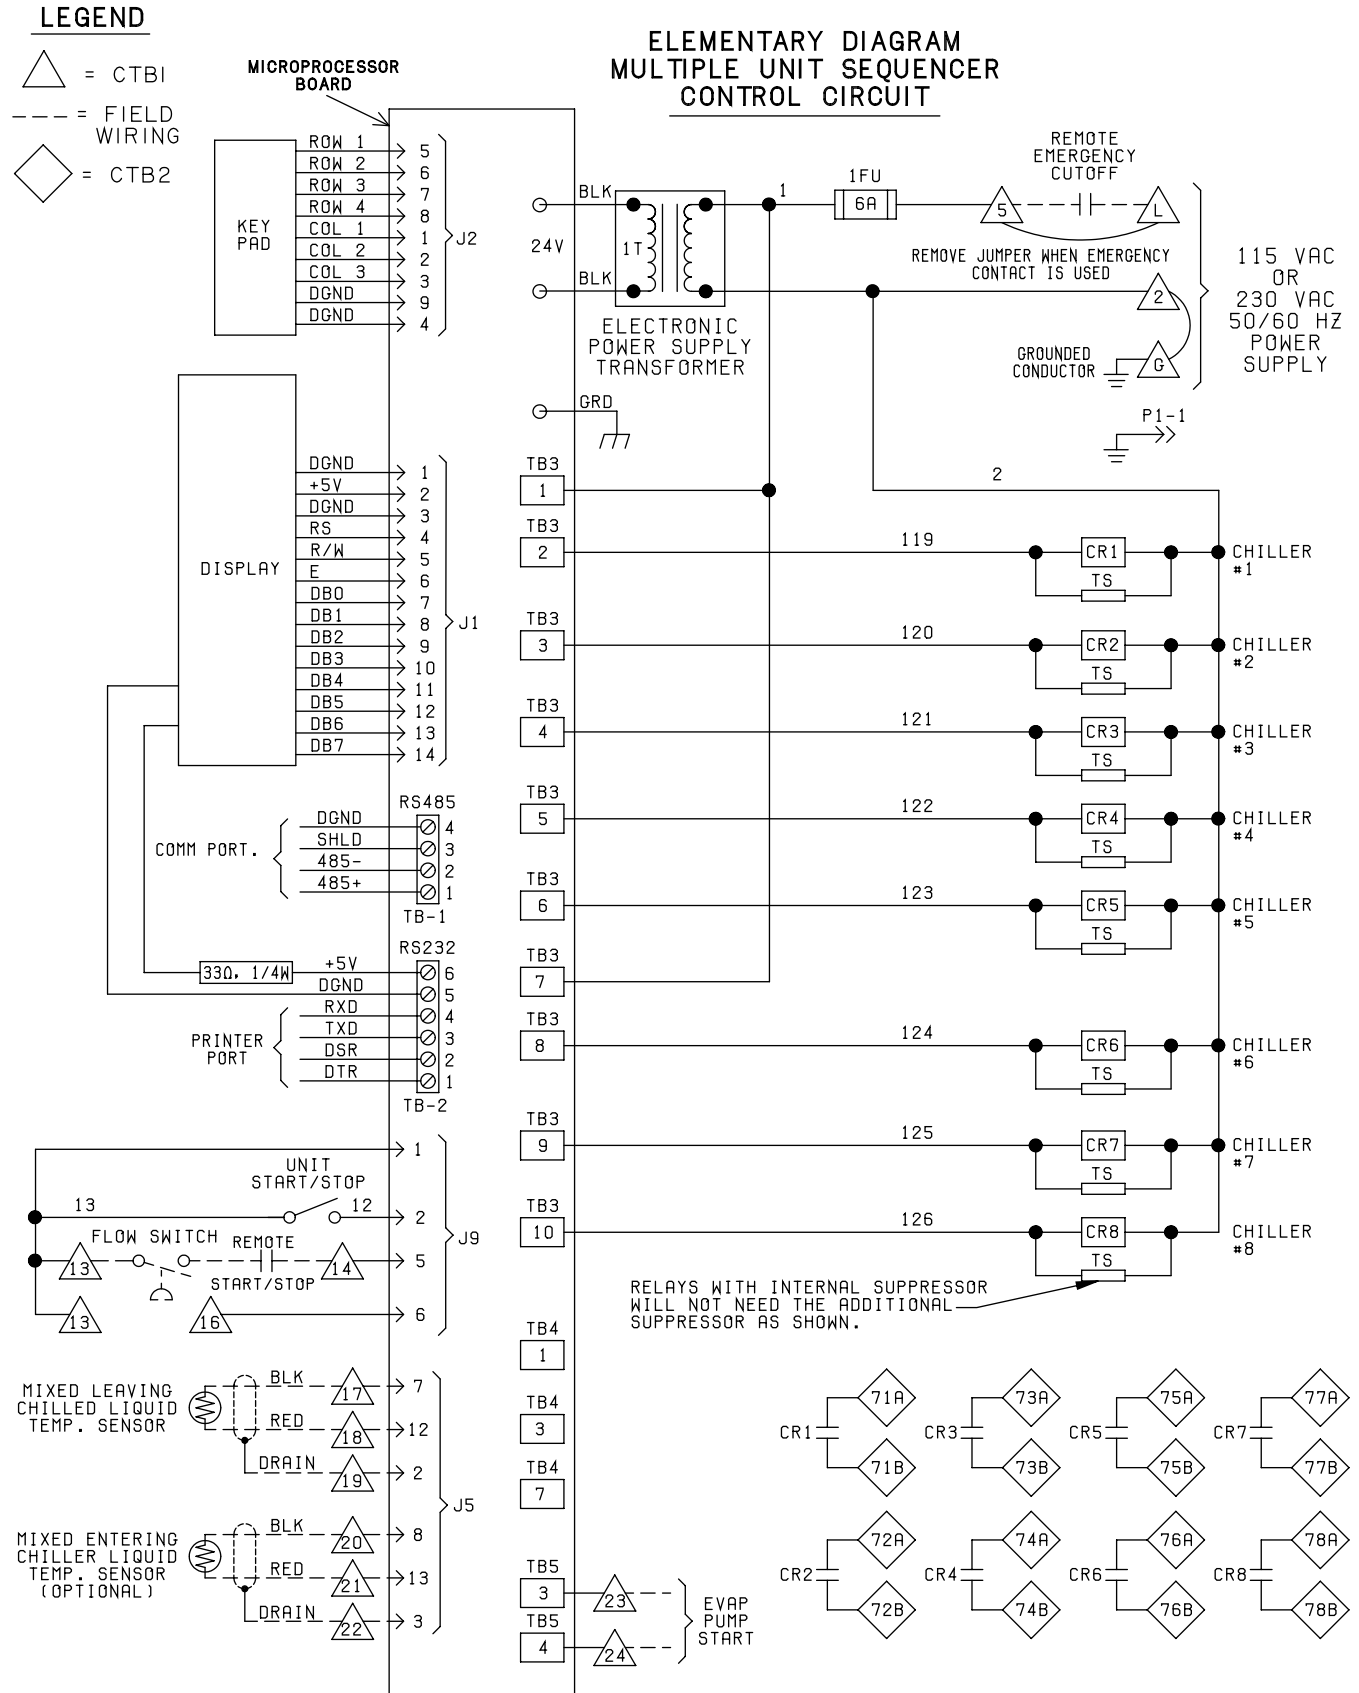 LEGEND
= CTB1
= FIELD
WIRING
= CTB2
MICROPROCESSOR
BOARD
ELEMENTARY DIAGRAM
MULTIPLE UNIT SEQUENCER
CONTROL CIRCUIT
KEY
PAD
ROW 1 5
ROW 2 6
ROW 3 7
ROW 4 8
COL 1 1
COL 2 2
COL 3 3
DGND 9
DGND 4
J2
BLK
24V
BLK
1T
ELECTRONIC
POWER SUPPLY
TRANSFORMER
GRD
1
1FU
6A
REMOTE
EMERGENCY
CUTOFF
5
L
REMOVE JUMPER WHEN EMERGENCY
CONTACT IS USED
2
GROUNDED
CONDUCTOR
G
115 VAC
OR
230 VAC
50/60 HZ
POWER
SUPPLY
P1-1
2
DISPLAY
DGND 1
+5V 2
DGND 3
RS 4
R/W 5
E 6
DB0 7
DB1 8
DB2 9
DB3 10
DB4 11
DB5 12
DB6 13
DB7 14
J1
TB3
1
TB3
2
119
CR1
TS
CHILLER
#1
TB3
3
120
CR2
TS
CHILLER
#2
TB3
4
121
CR3
TS
CHILLER
#3
TB3
5
122
CR4
TS
CHILLER
#4
TB3
6
123
CR5
TS
CHILLER
#5
TB3
7
TB3
8
124
CR6
TS
CHILLER
#6
TB3
9
125
CR7
TS
CHILLER
#7
TB3
10
126
CR8
TS
CHILLER
#8
RELAYS WITH INTERNAL SUPPRESSOR
WILL NOT NEED THE ADDITIONAL
SUPPRESSOR AS SHOWN.
RS485
COMM PORT.
DGND 4
SHLD 3
485- 2
485+ 1
TB-1
RS232
33Ω, 1/4W
+5V 6
DGND 5
PRINTER
PORT
RXD 4
TXD 3
DSR 2
DTR 1
TB-2
1
UNIT
START/STOP
13
12
2
FLOW SWITCH
REMOTE
START/STOP
13
14
5
13
16
6
J9
MIXED LEAVING
CHILLED LIQUID
TEMP. SENSOR
BLK 17 7
RED 18 12
DRAIN 19 2
J5
MIXED ENTERING
CHILLER LIQUID
TEMP. SENSOR
(OPTIONAL)
BLK 20 8
RED 21 13
DRAIN 22 3
TB4
1
TB4
3
TB4
7
TB5
3
23
TB5
4
24
EVAP
PUMP
START
CR1
71A
71B
CR3
73A
73B
CR5
75A
75B
CR7
77A
77B
CR2
72A
72B
CR4
74A
74B
CR6
76A
76B
CR8
78A
78B